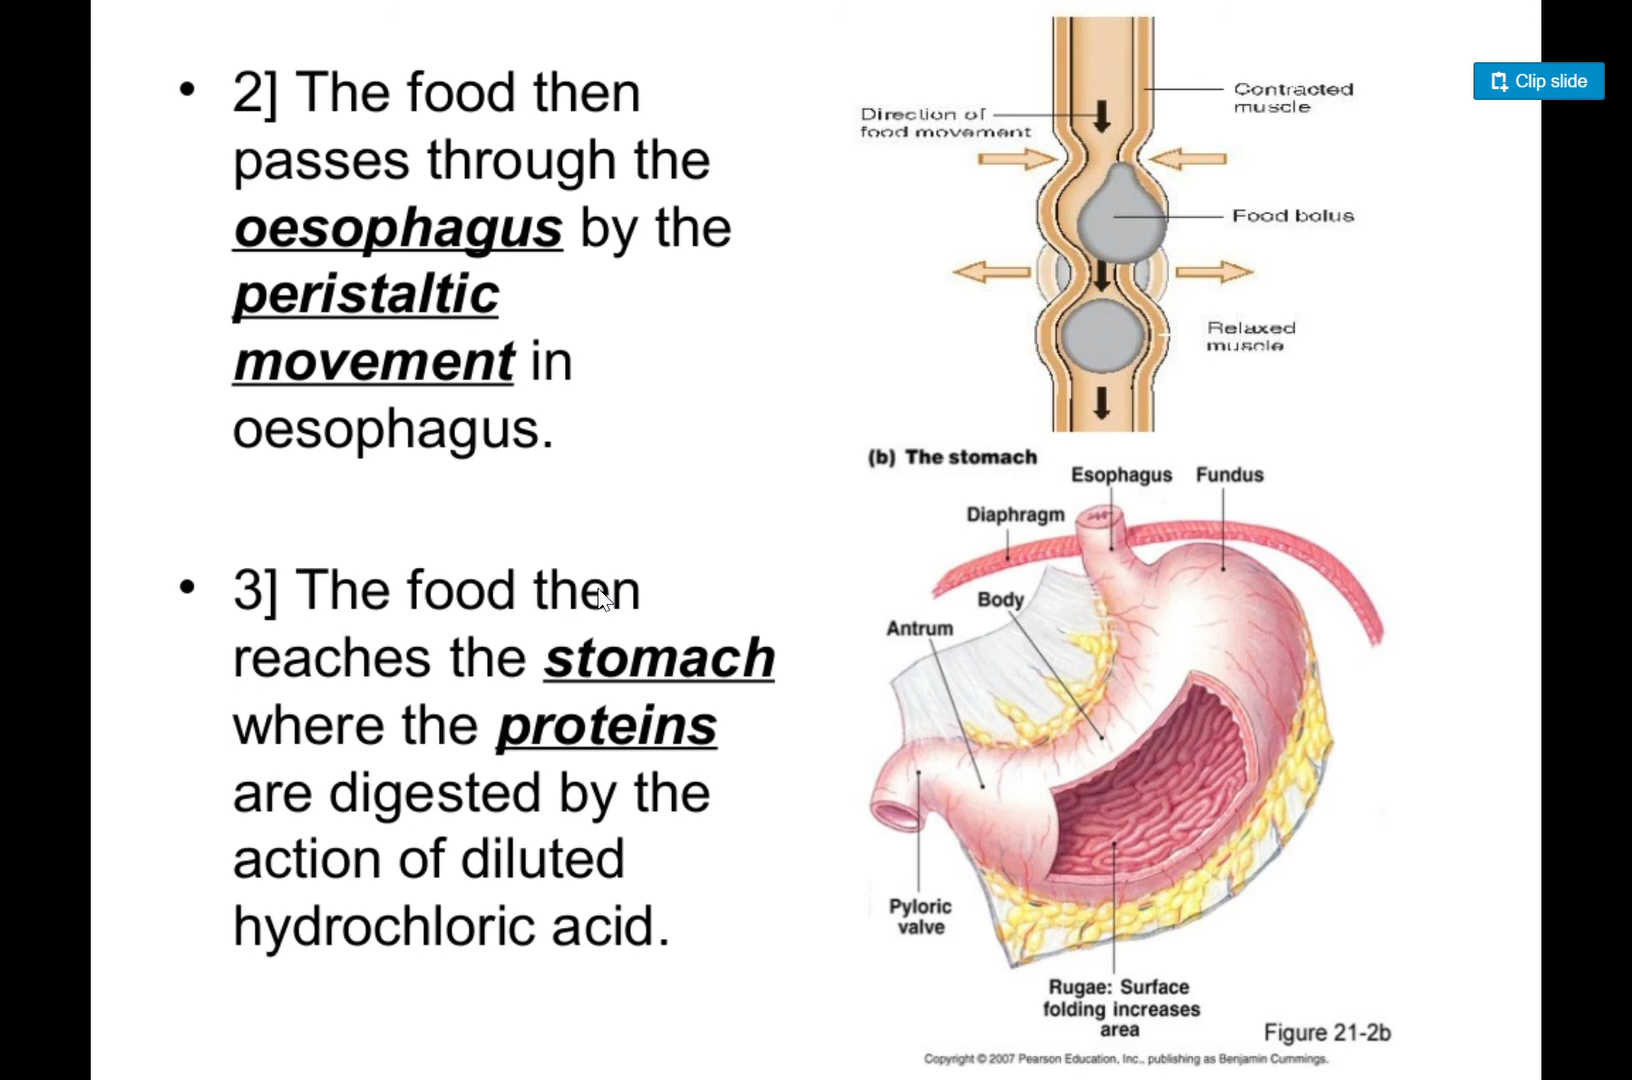 • 2] The food then
passes through the
oesophagus by the
peristaltic
movement in
oesophagus.
• 3] The food then
reaches the stomach
where the proteins
are digested by the
action of diluted
hydrochloric acid.
Clip slide
Contracted
muscle
Direction of
food movement
Food bolus
Relaxed
muscle
(b) The stomach
Esophagus
Fundus
Diaphragm
Body
Antrum
Pyloric
valve
Rugae: Surface
folding increases
area
Figure 21-2b
Copyright © 2007 Pearson Education, Inc., publishing as Benjamin Cummings.